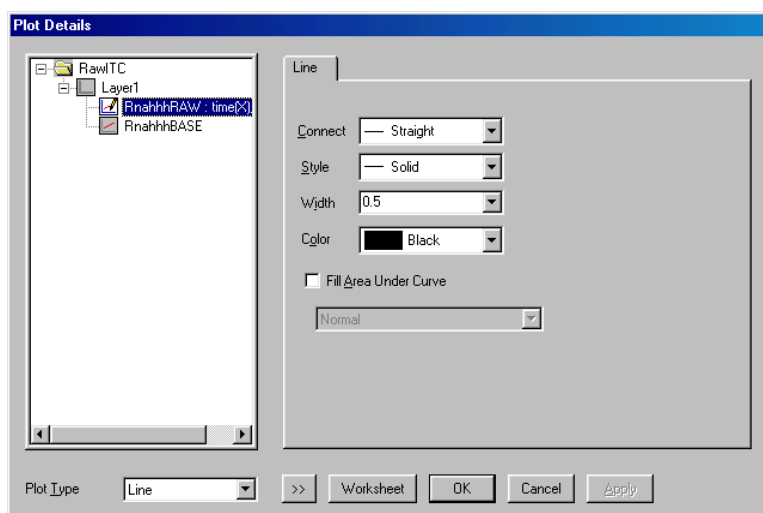 Plot Details
RawITC
Layer1
RnahhhRAW : time(X),
RnahhhBASE
Line
Connect Straight
Style Solid
Width 0.5
Color Black
Fill Area Under Curve
Normal
Plot Type Line >> Worksheet OK Cancel Apply